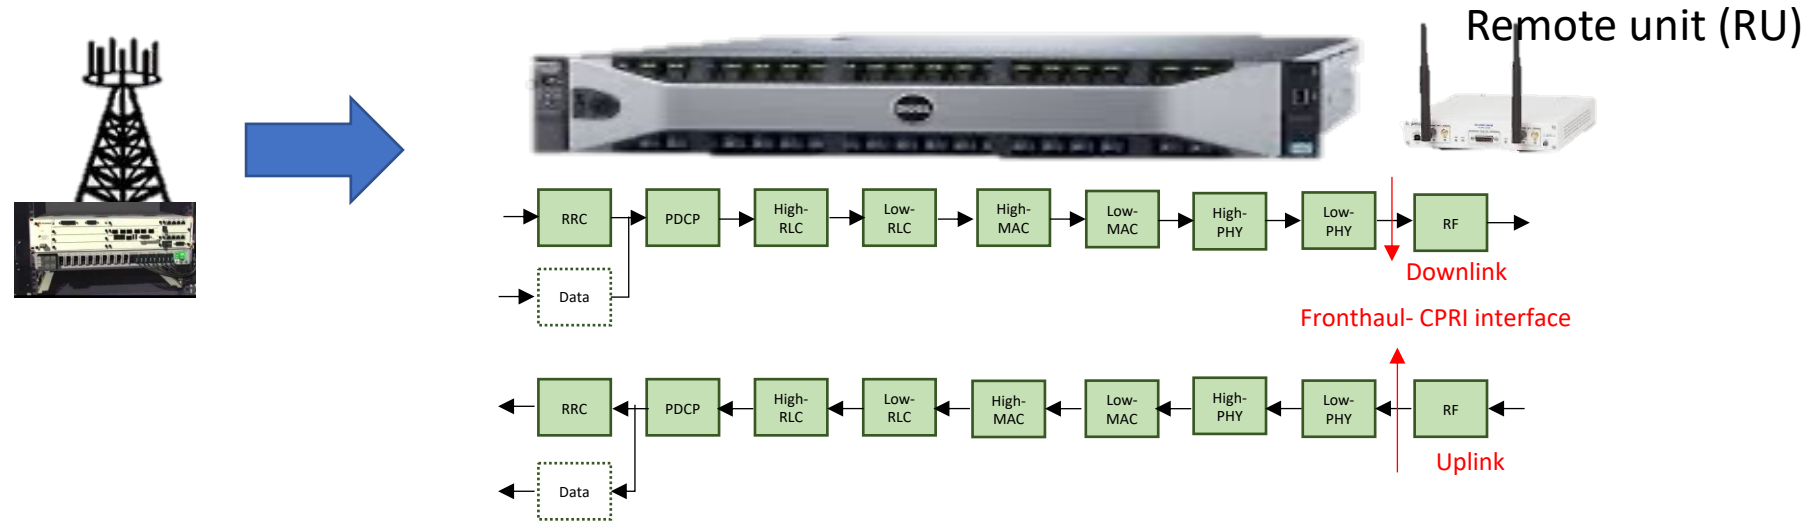 Remote unit (RU)
RRC
PDCP
High-
RLC
Low-
RLC
High-
MAC
Low-
MAC
High-
PHY
Low-
PHY
RF
Downlink
Data
Fronthaul- CPRI interface
RRC
PDCP
High-
RLC
Low-
RLC
High-
MAC
Low-
MAC
High-
PHY
Low-
PHY
RF
Uplink
Data